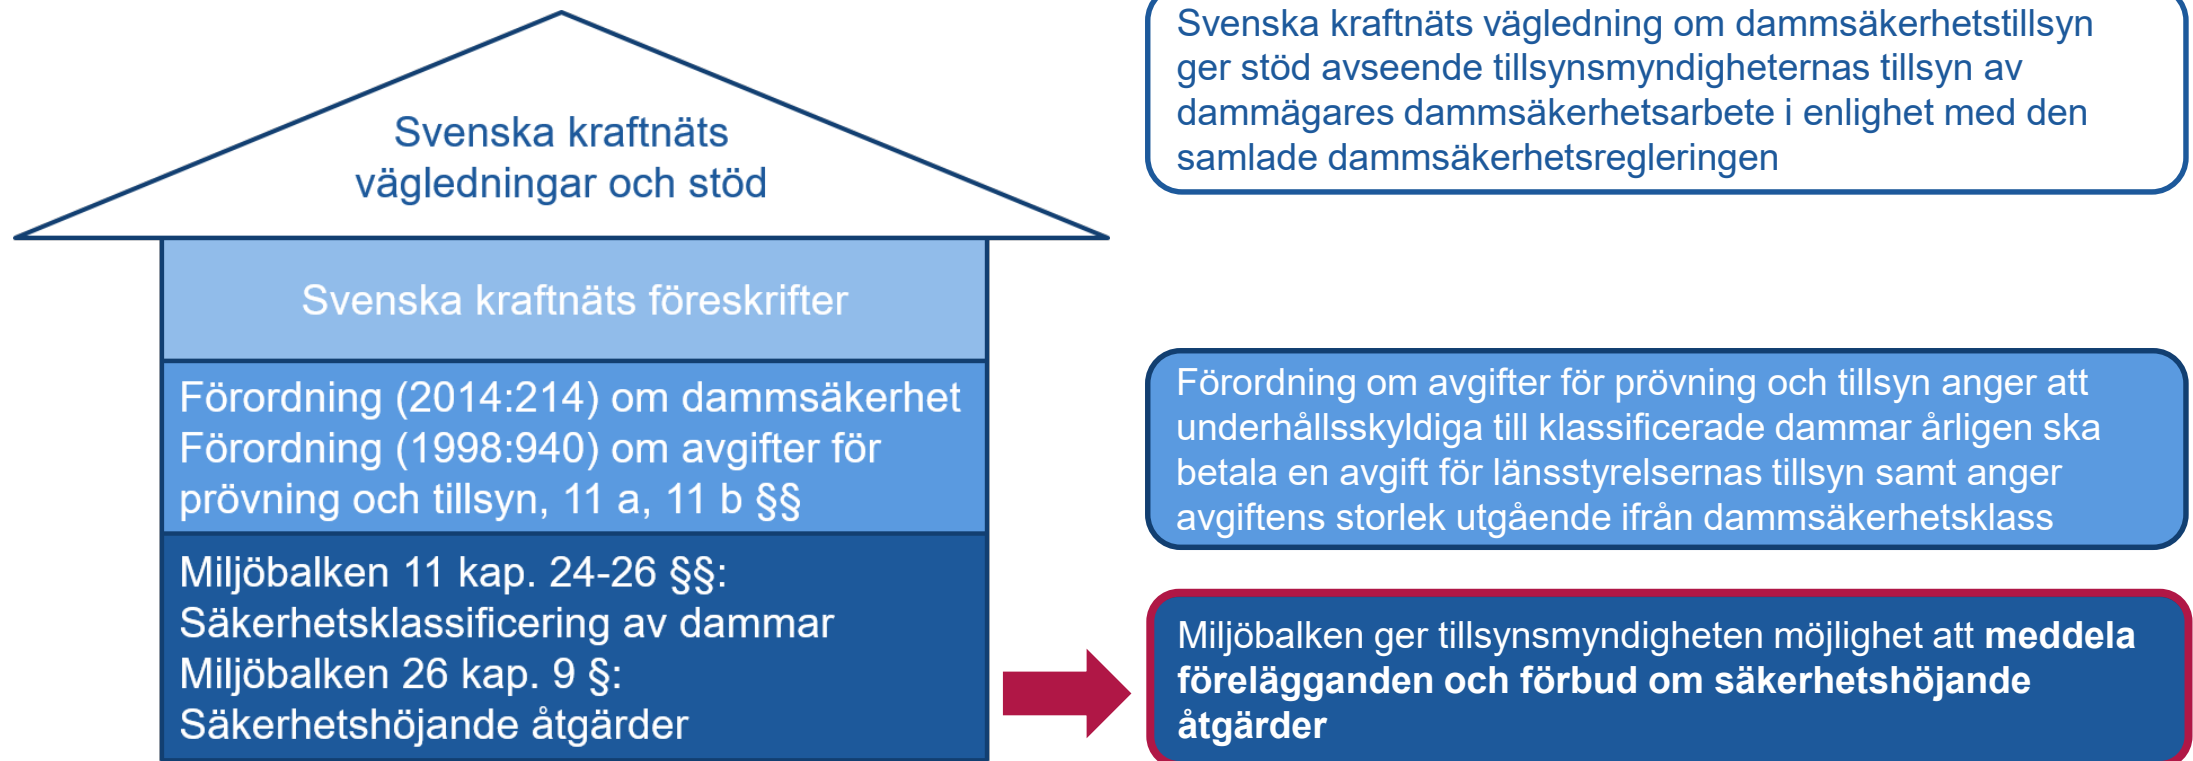 Svenska kraftnäts
vägledningar och stöd
Svenska kraftnäts föreskrifter
Förordning (2014:214) om dammsäkerhet
Förordning (1998:940) om avgifter för
prövning och tillsyn, 11 a, 11 b §§
Miljöbalken 11 kap. 24-26 §§:
Säkerhetsklassificering av dammar
Miljöbalken 26 kap. 9 §:
Säkerhetshöjande åtgärder
Svenska kraftnäts vägledning om dammsäkerhetstillsyn
ger stöd avseende tillsynsmyndigheternas tillsyn av
dammägares dammsäkerhetsarbete i enlighet med den
samlade dammsäkerhetsregleringen
Förordning om avgifter för prövning och tillsyn anger att
underhållsskyldiga till klassificerade dammar årligen ska
betala en avgift för länsstyrelsernas tillsyn samt anger
avgiftens storlek utgående ifrån dammsäkerhetsklass
Miljöbalken ger tillsynsmyndigheten möjlighet att meddela
förelägganden och förbud om säkerhetshöjande
åtgärder